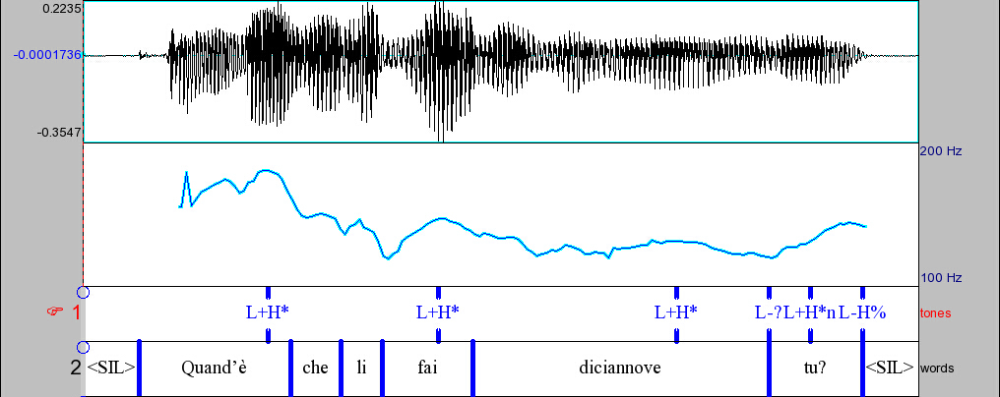 0.2235
-0.0001736
-0.3547
200 Hz
100 Hz
☞ 1 L+H* L+H* L+H* L-? L+H*n L-H% tones
2 <SIL> Quand'è che li fai diciannove tu? <SIL> words